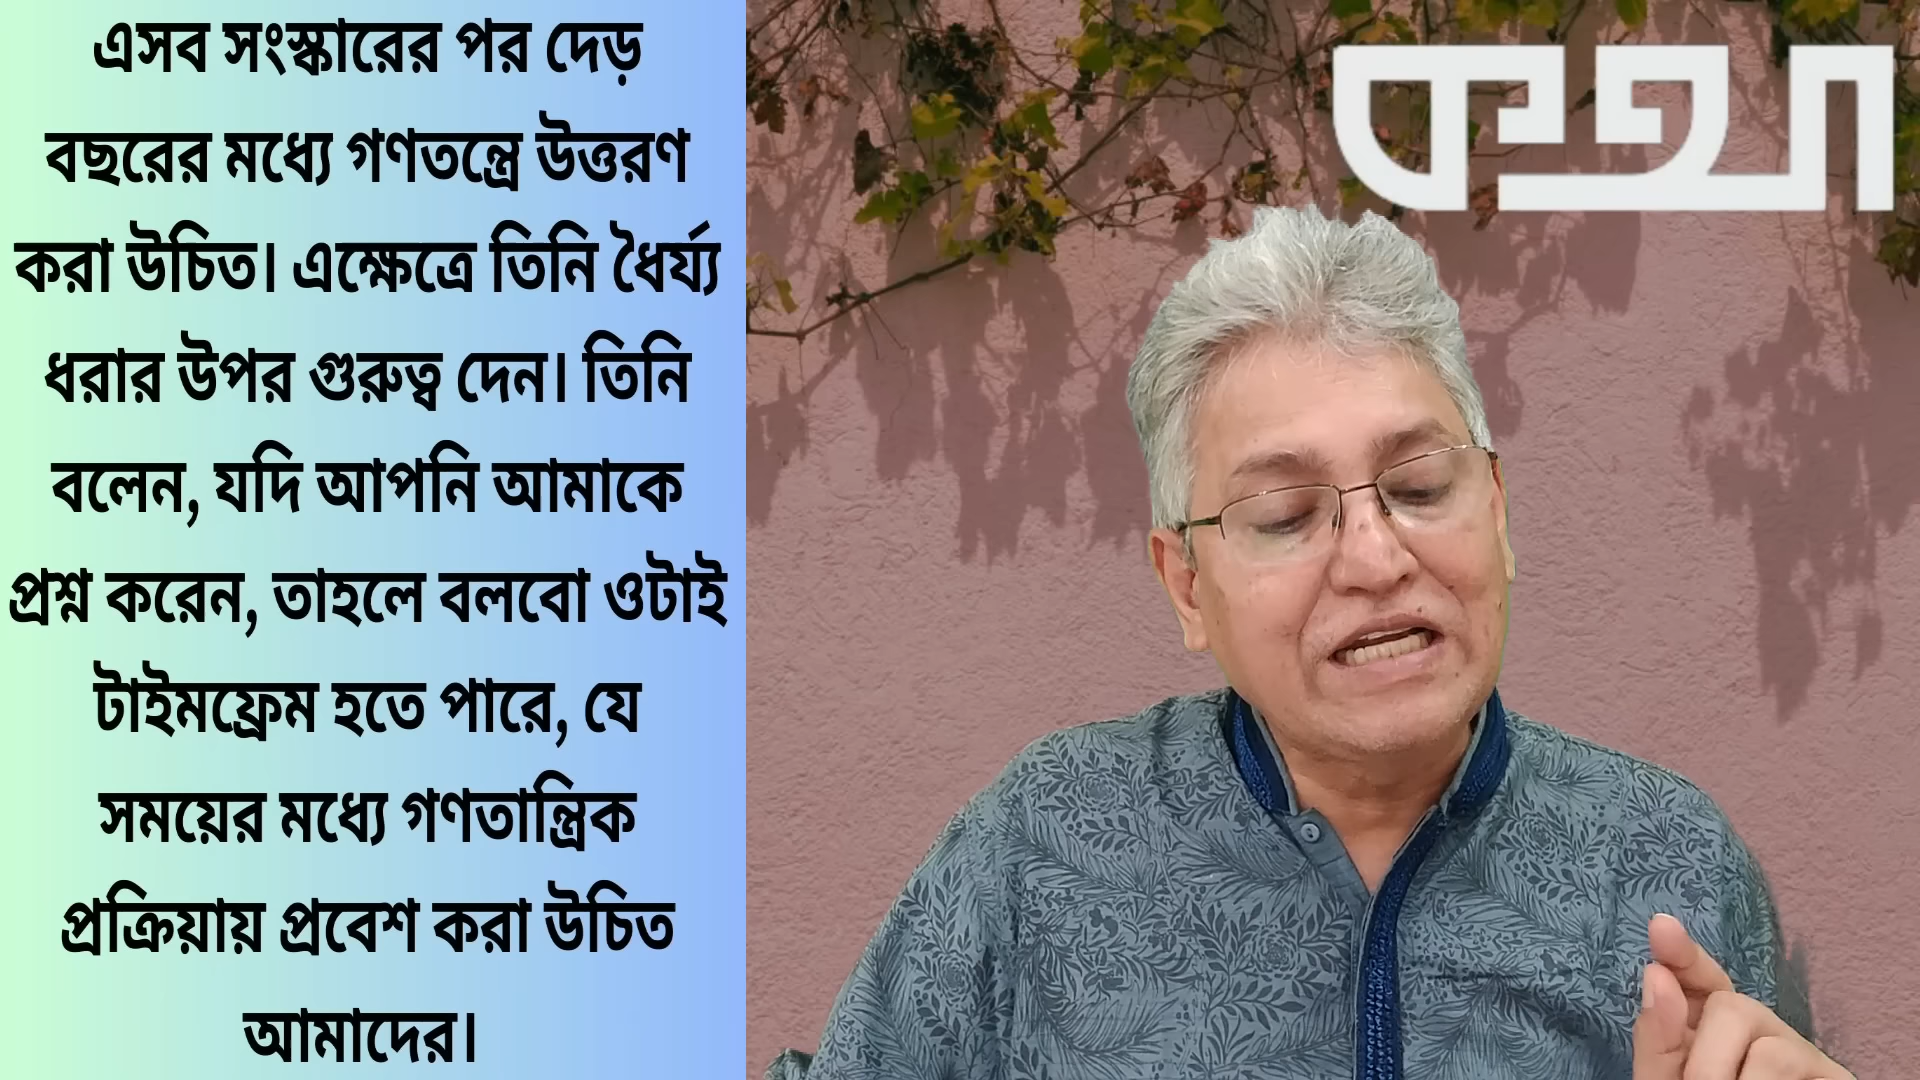 এসব সংস্কারের পর দেড়
বছরের মধ্যে গণতন্ত্রে উত্তরণ
করা উচিত। এক্ষেত্রে তিনি ধৈর্য্য
ধরার উপর গুরুত্ব দেন। তিনি
বলেন, যদি আপনি আমাকে
প্রশ্ন করেন, তাহলে বলবো ওটাই
টাইমফ্রেম হতে পারে, যে
সময়ের মধ্যে গণতান্ত্রিক
প্রক্রিয়ায় প্রবেশ করা উচিত
আমাদের।